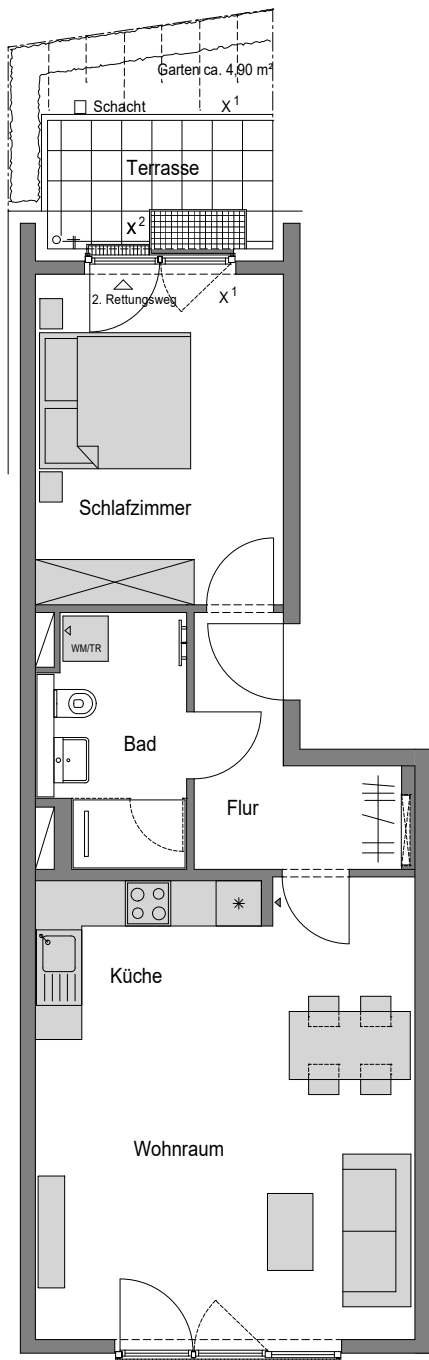 Garten ca. 4,90 m²
Schacht
X¹
Terrasse
X²
2. Rettungsweg
X¹
Schlafzimmer
WM/TR
Bad
Flur
Küche
Wohnraum